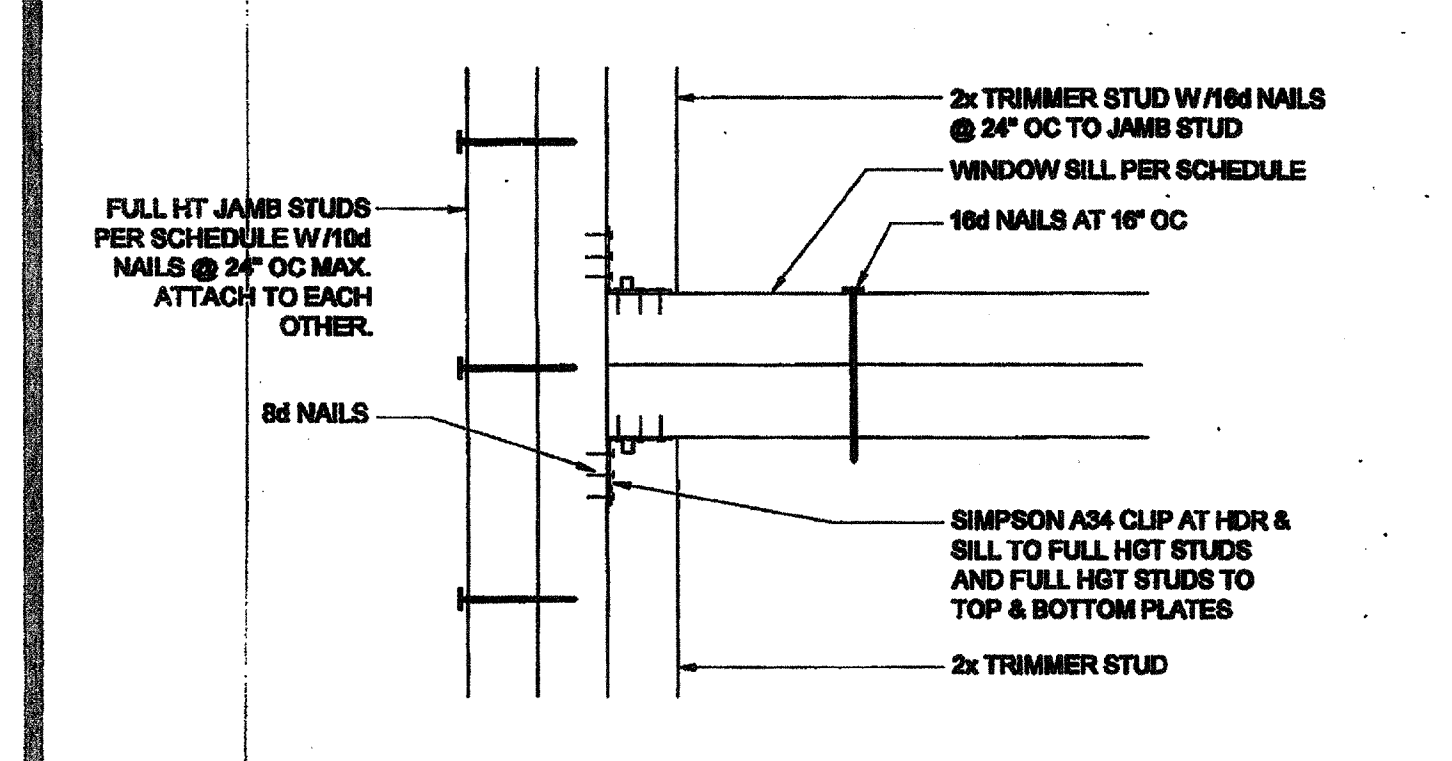 2x TRIMMER STUD W/16d NAILS
@ 24" OC TO JAMB STUD
WINDOW SILL PER SCHEDULE
16d NAILS AT 16" OC
FULL HT JAMB STUDS
PER SCHEDULE W/10d
NAILS @ 24" OC MAX.
ATTACH TO EACH
OTHER.
8d NAILS
SIMPSON A34 CLIP AT HDR &
SILL TO FULL HGT STUDS
AND FULL HGT STUDS TO
TOP & BOTTOM PLATES
2x TRIMMER STUD